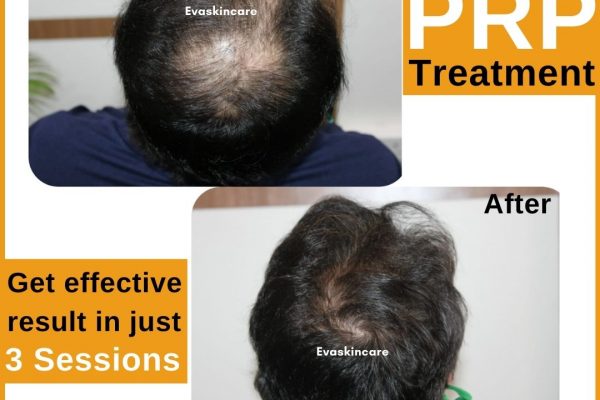 Evaskincare
PRP
Treatment
After
Get effective
result in just
3 Sessions
Evaskincare